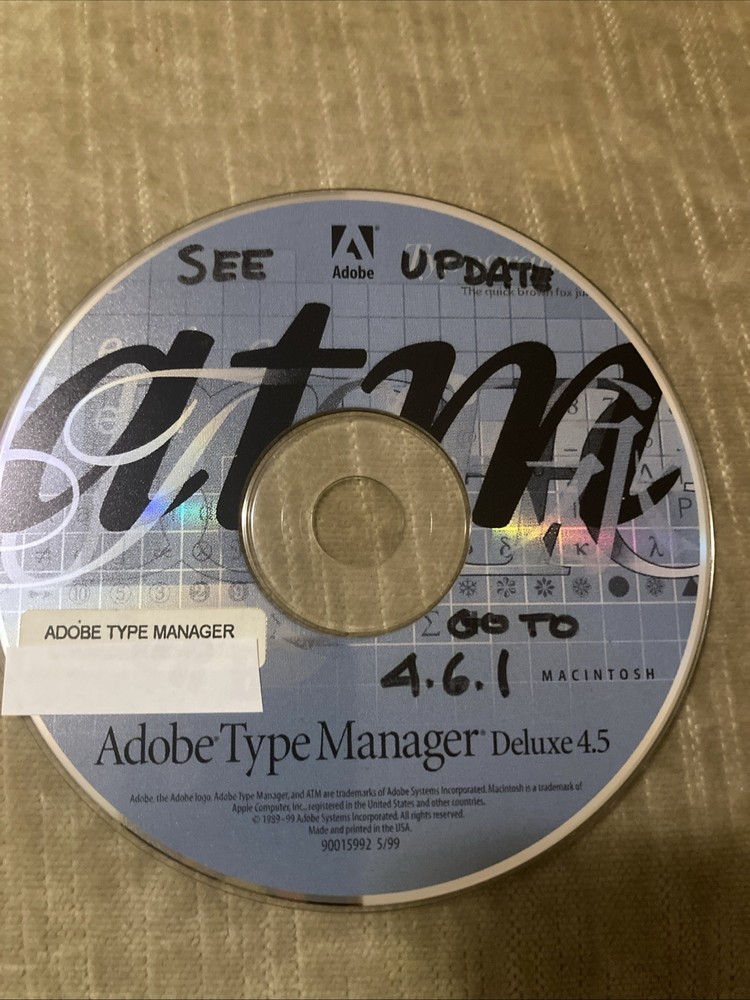 SEE
Adobe
UPDATE
The quick brown fox ju
atm
κ λ
P
ADOBE TYPE MANAGER
GO TO
4.6.1
MACINTOSH
Adobe® Type Manager® Deluxe 4.5
Adobe, the Adobe logo, Adobe Type Manager, and ATM are trademarks of Adobe Systems Incorporated. Macintosh is a trademark of
Apple Computer, Inc., registered in the United States and other countries.
© 1989–99 Adobe Systems Incorporated. All rights reserved.
Made and printed in the USA.
90015992 5/99